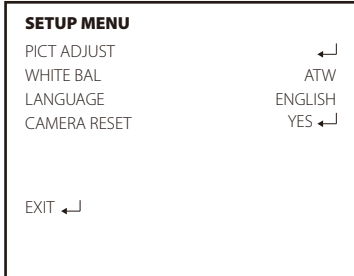 SETUP MENU
PICT ADJUST ↵
WHITE BAL ATW
LANGUAGE ENGLISH
CAMERA RESET YES ↵
EXIT ↵